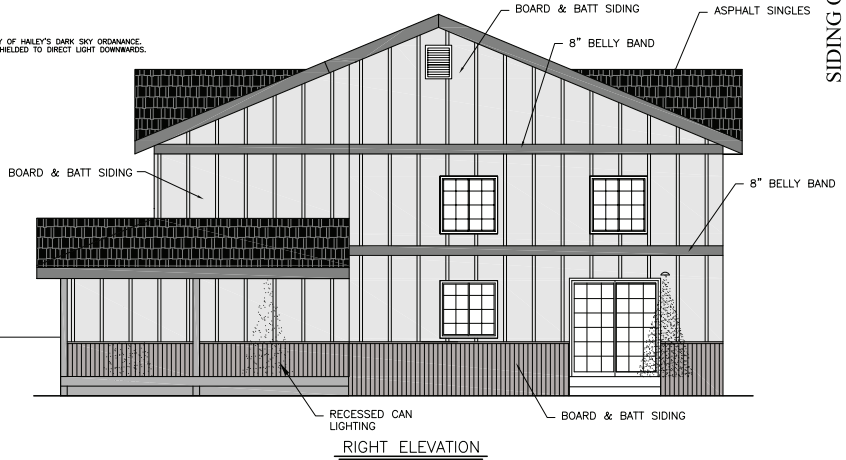 BOARD & BATT SIDING
ASPHALT SINGLES
Y OF HAILEY'S DARK SKY ORDANANCE.
HIELDED TO DIRECT LIGHT DOWNWARDS.
8" BELLY BAND
SIDING
BOARD & BATT SIDING
8" BELLY BAND
RECESSED CAN
LIGHTING
BOARD & BATT SIDING
RIGHT ELEVATION